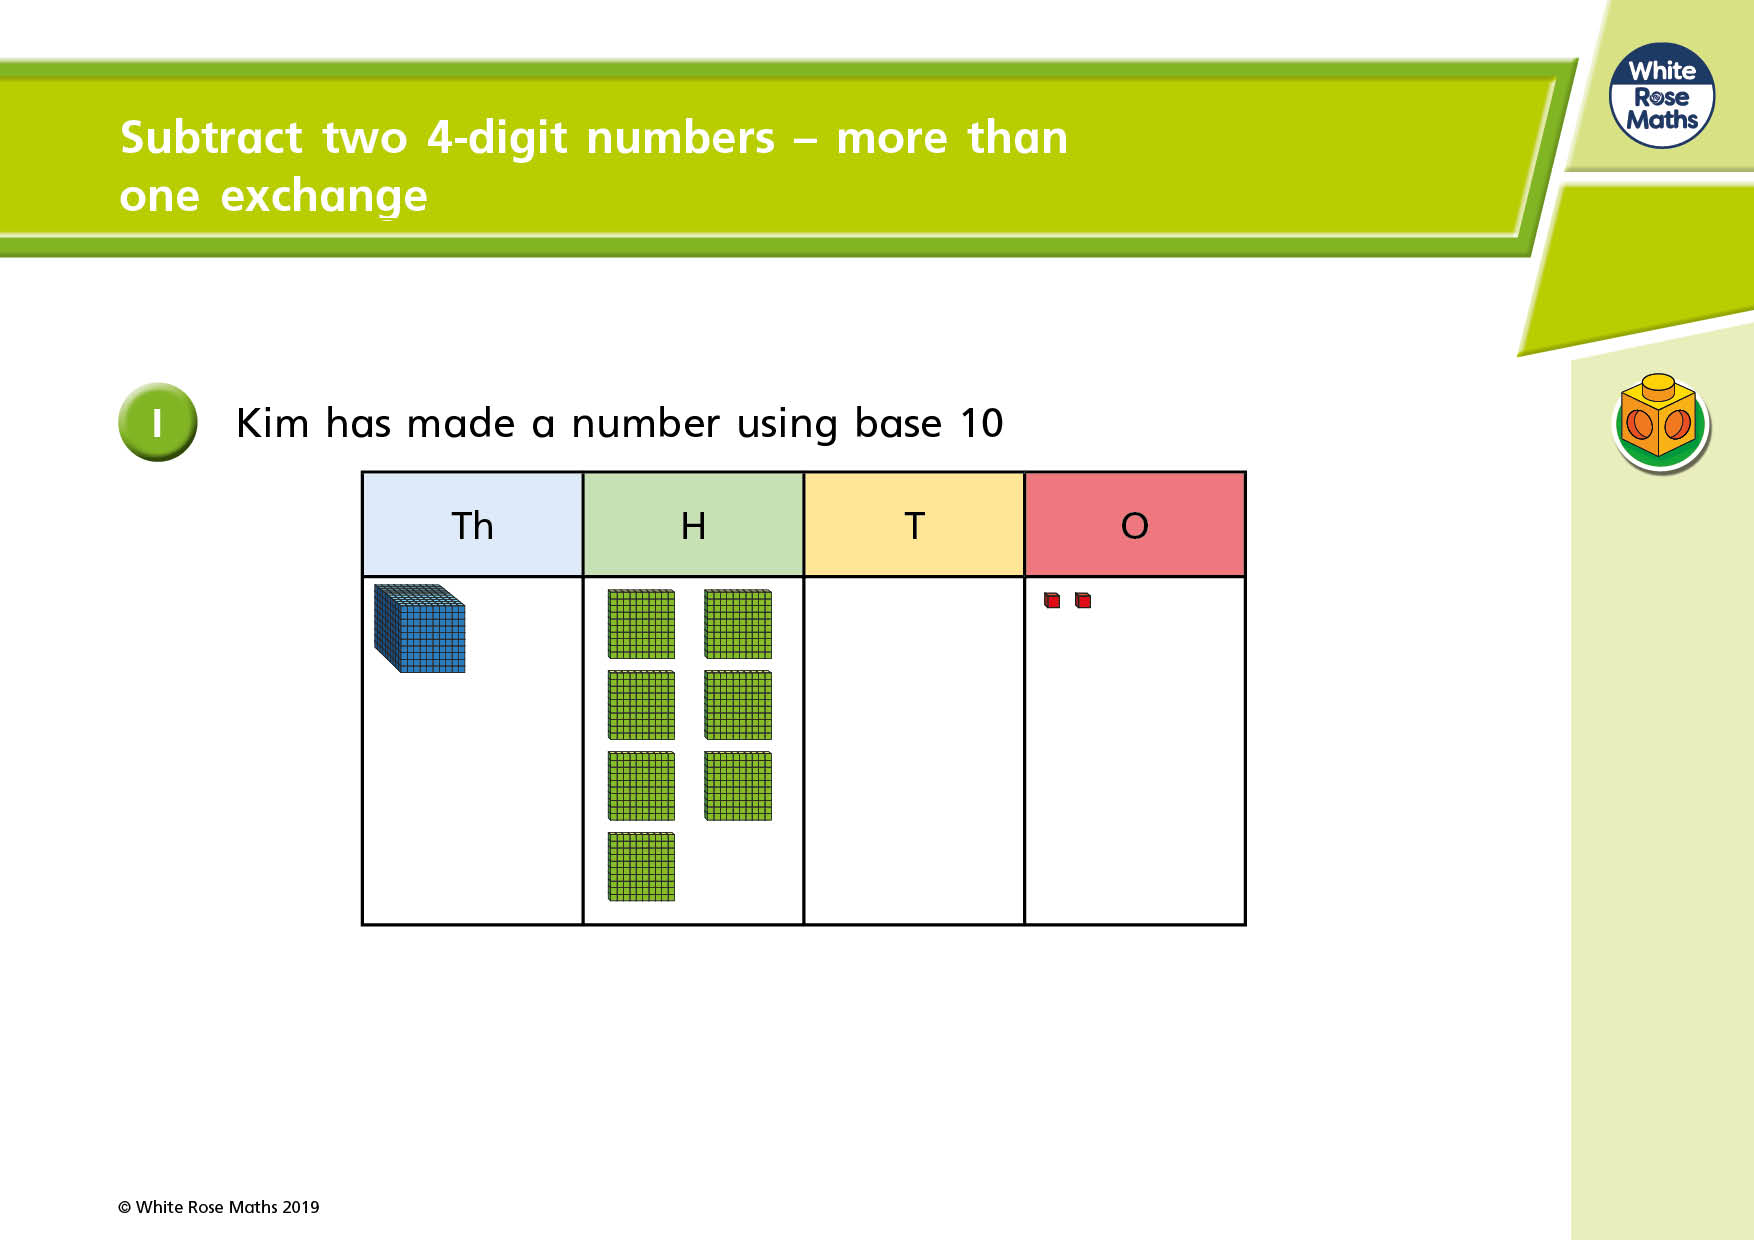 White
Rose
Maths
Subtract two 4-digit numbers – more than
one exchange
1 Kim has made a number using base 10
Th H T O
© White Rose Maths 2019